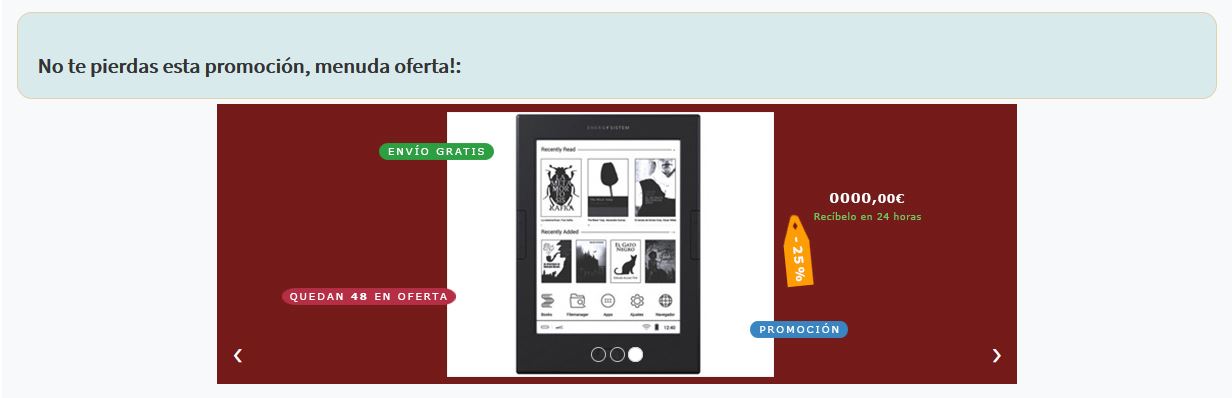 No te pierdas esta promoción, menuda oferta!:
ENERGY SISTEM
ENVÍO GRATIS
Recently Read
LA
METAMORFO
KAFKA
0000,00€
Recíbelo en 24 horas
Recently Added
EL GATO
NEGRO
- 25%
QUEDAN 48 EN OFERTA
Books Filemanager Apps Ajustes Navegador
12:40
PROMOCIÓN
‹ ›